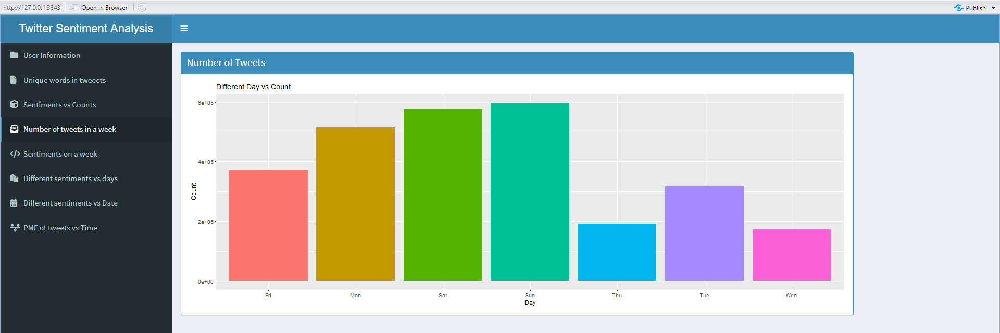 http://127.0.0.1:3843 Open in Browser Publish
Twitter Sentiment Analysis
User Information
Unique words in tweeets
Sentiments vs Counts
Number of tweets in a week
Sentiments on a week
Different sentiments vs days
Different sentiments vs Date
PMF of tweets vs Time
Number of Tweets
Different Day vs Count
6e+05
4e+05
2e+05
0e+00
Count
Fri Mon Sat Sun Thu Tue Wed
Day